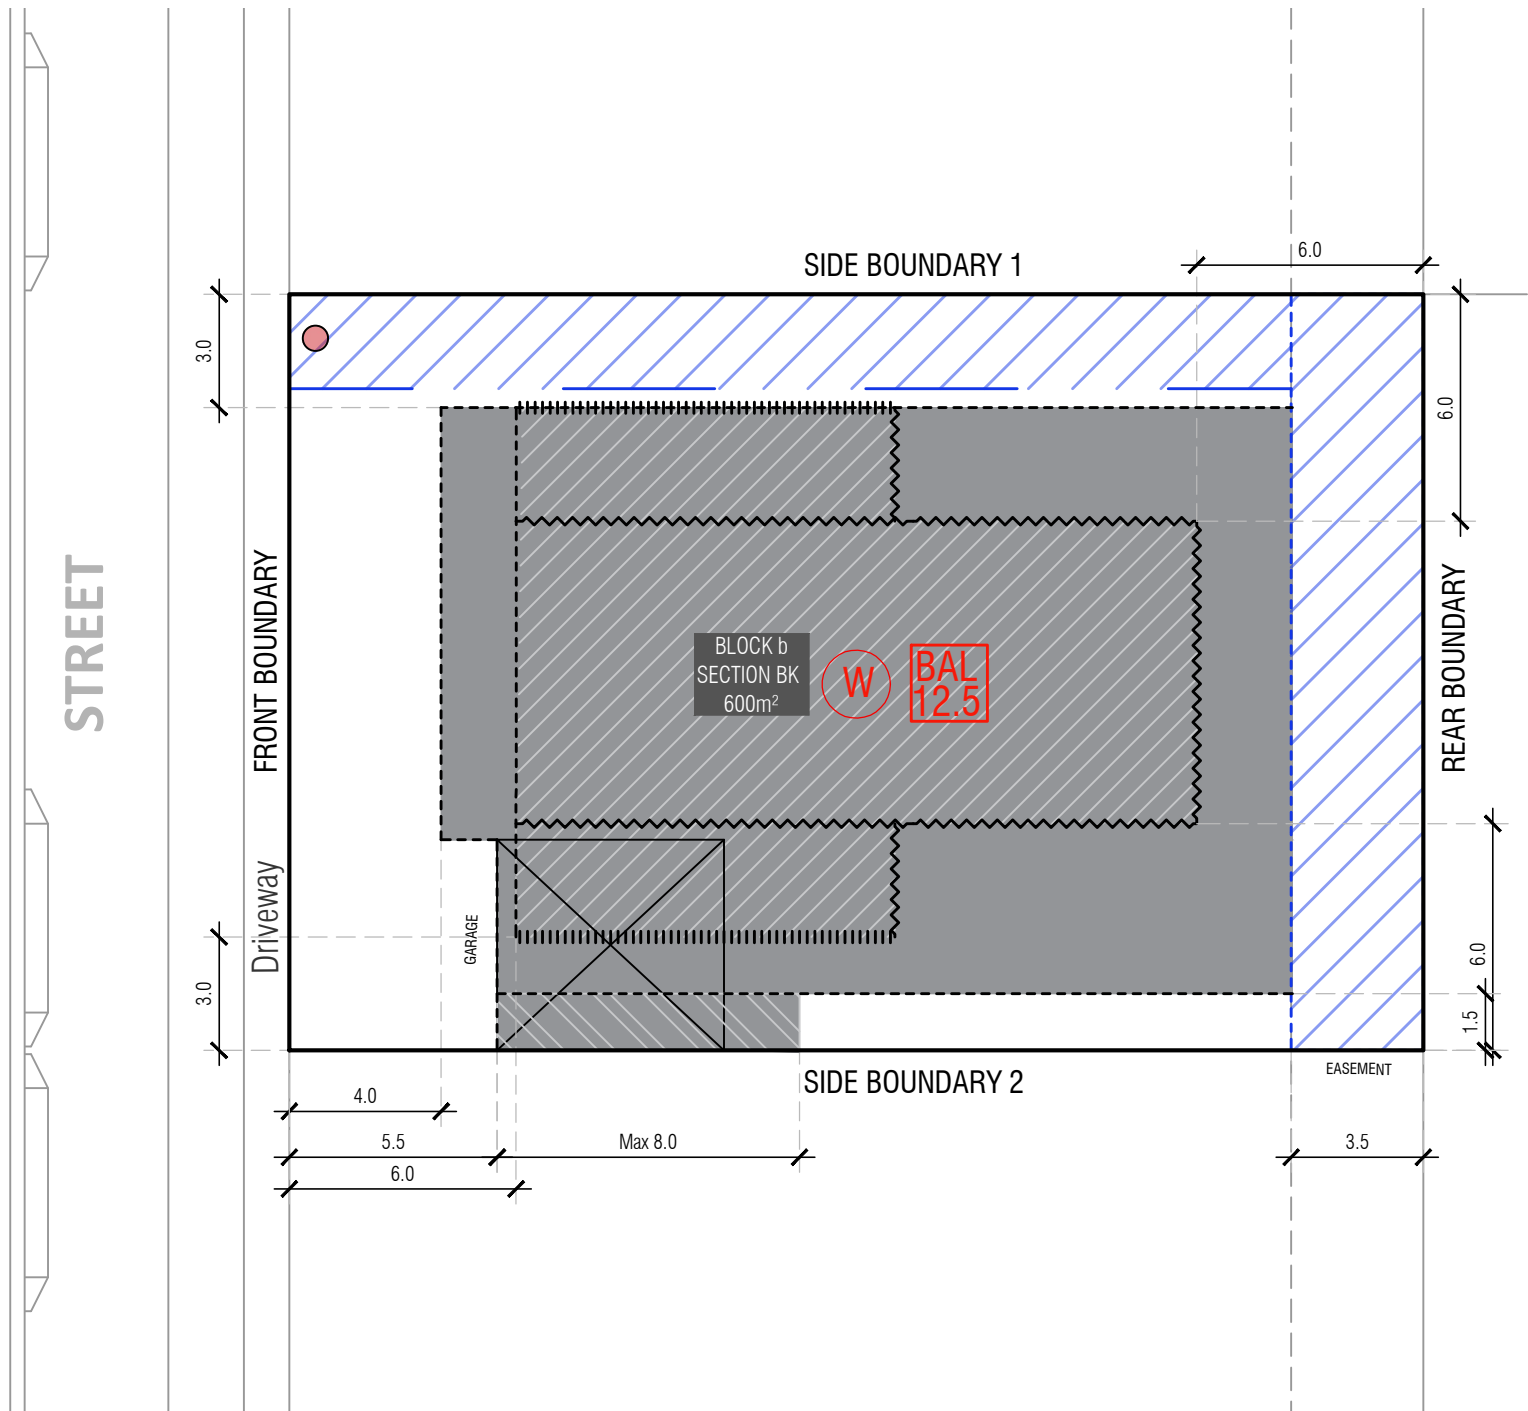 SIDE BOUNDARY 1
6.0
3.0
6.0
STREET
FRONT BOUNDARY
BLOCK b
SECTION BK
600m²
W
BAL
12.5
REAR BOUNDARY
Driveway
GARAGE
3.0
6.0
1.5
EASEMENT
SIDE BOUNDARY 2
4.0
5.5
Max 8.0
3.5
6.0